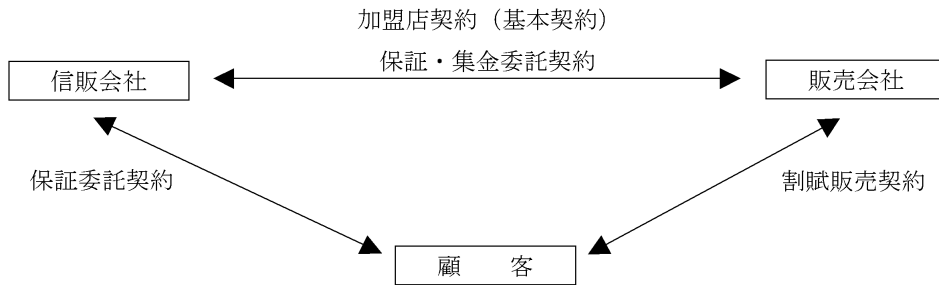 加盟店契約（基本契約）
保証・集金委託契約
信販会社
販売会社
保証委託契約
割賦販売契約
顧　　客